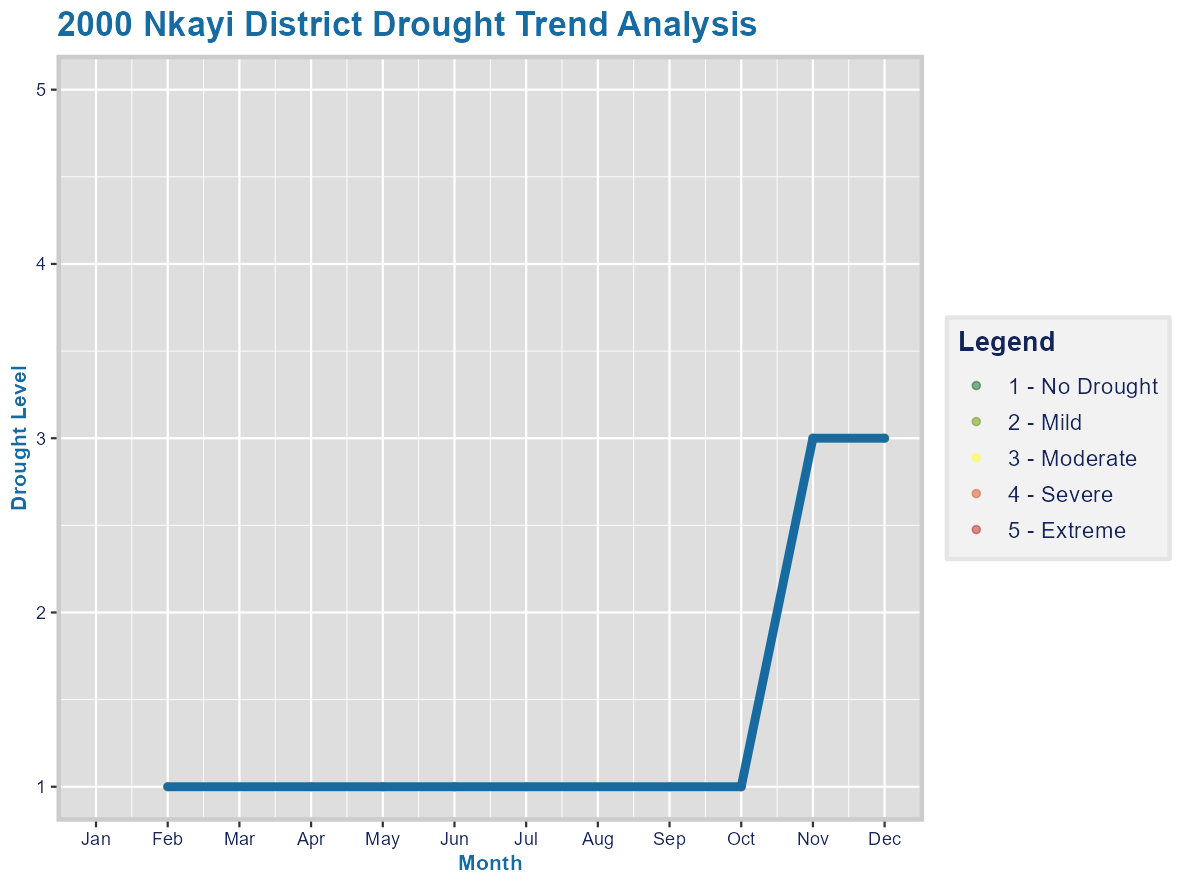 2000 Nkayi District Drought Trend Analysis
Drought Level
5
4
3
2
1
Jan Feb Mar Apr May Jun Jul Aug Sep Oct Nov Dec
Month
Legend
1 - No Drought
2 - Mild
3 - Moderate
4 - Severe
5 - Extreme